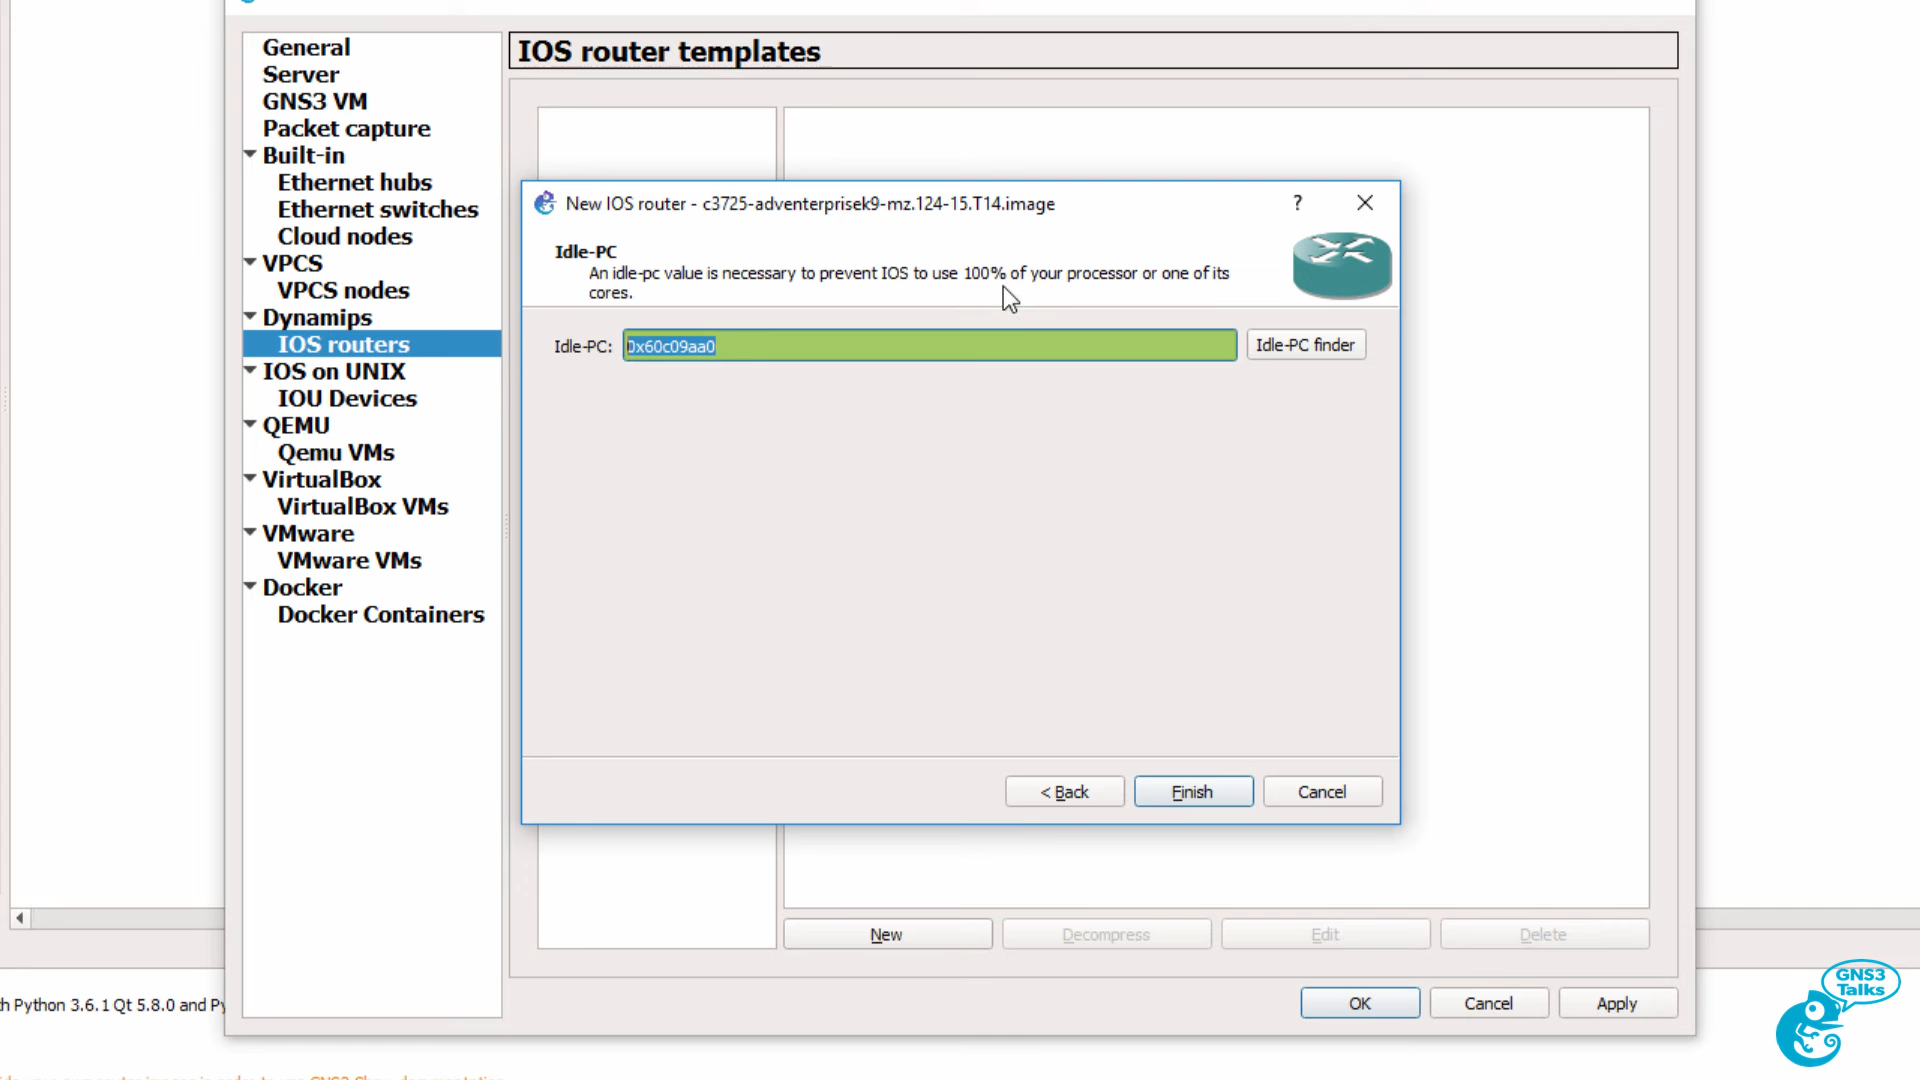 IOS router templates
General
Server
GNS3 VM
Packet capture
Built-in
Ethernet hubs
Ethernet switches
Cloud nodes
VPCS
VPCS nodes
Dynamips
IOS routers
IOS on UNIX
IOU Devices
QEMU
Qemu VMs
VirtualBox
VirtualBox VMs
VMware
VMware VMs
Docker
Docker Containers
New IOS router - c3725-adventerprisek9-mz.124-15.T14.image
?
Idle-PC
An idle-pc value is necessary to prevent IOS to use 100% of your processor or one of its
cores.
Idle-PC: 0x60c09aa0 Idle-PC finder
< Back Finish Cancel
New Decompress Edit Delete
OK Cancel Apply
th Python 3.6.1 Qt 5.8.0 and Py
GNS3
Talks